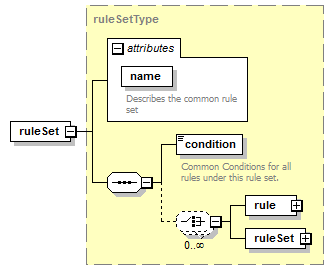 ruleSetType
attributes
name
Describes the common rule
set
ruleSet
condition
Common Conditions for all
rules under this rule set.
rule
0..∞
ruleSet